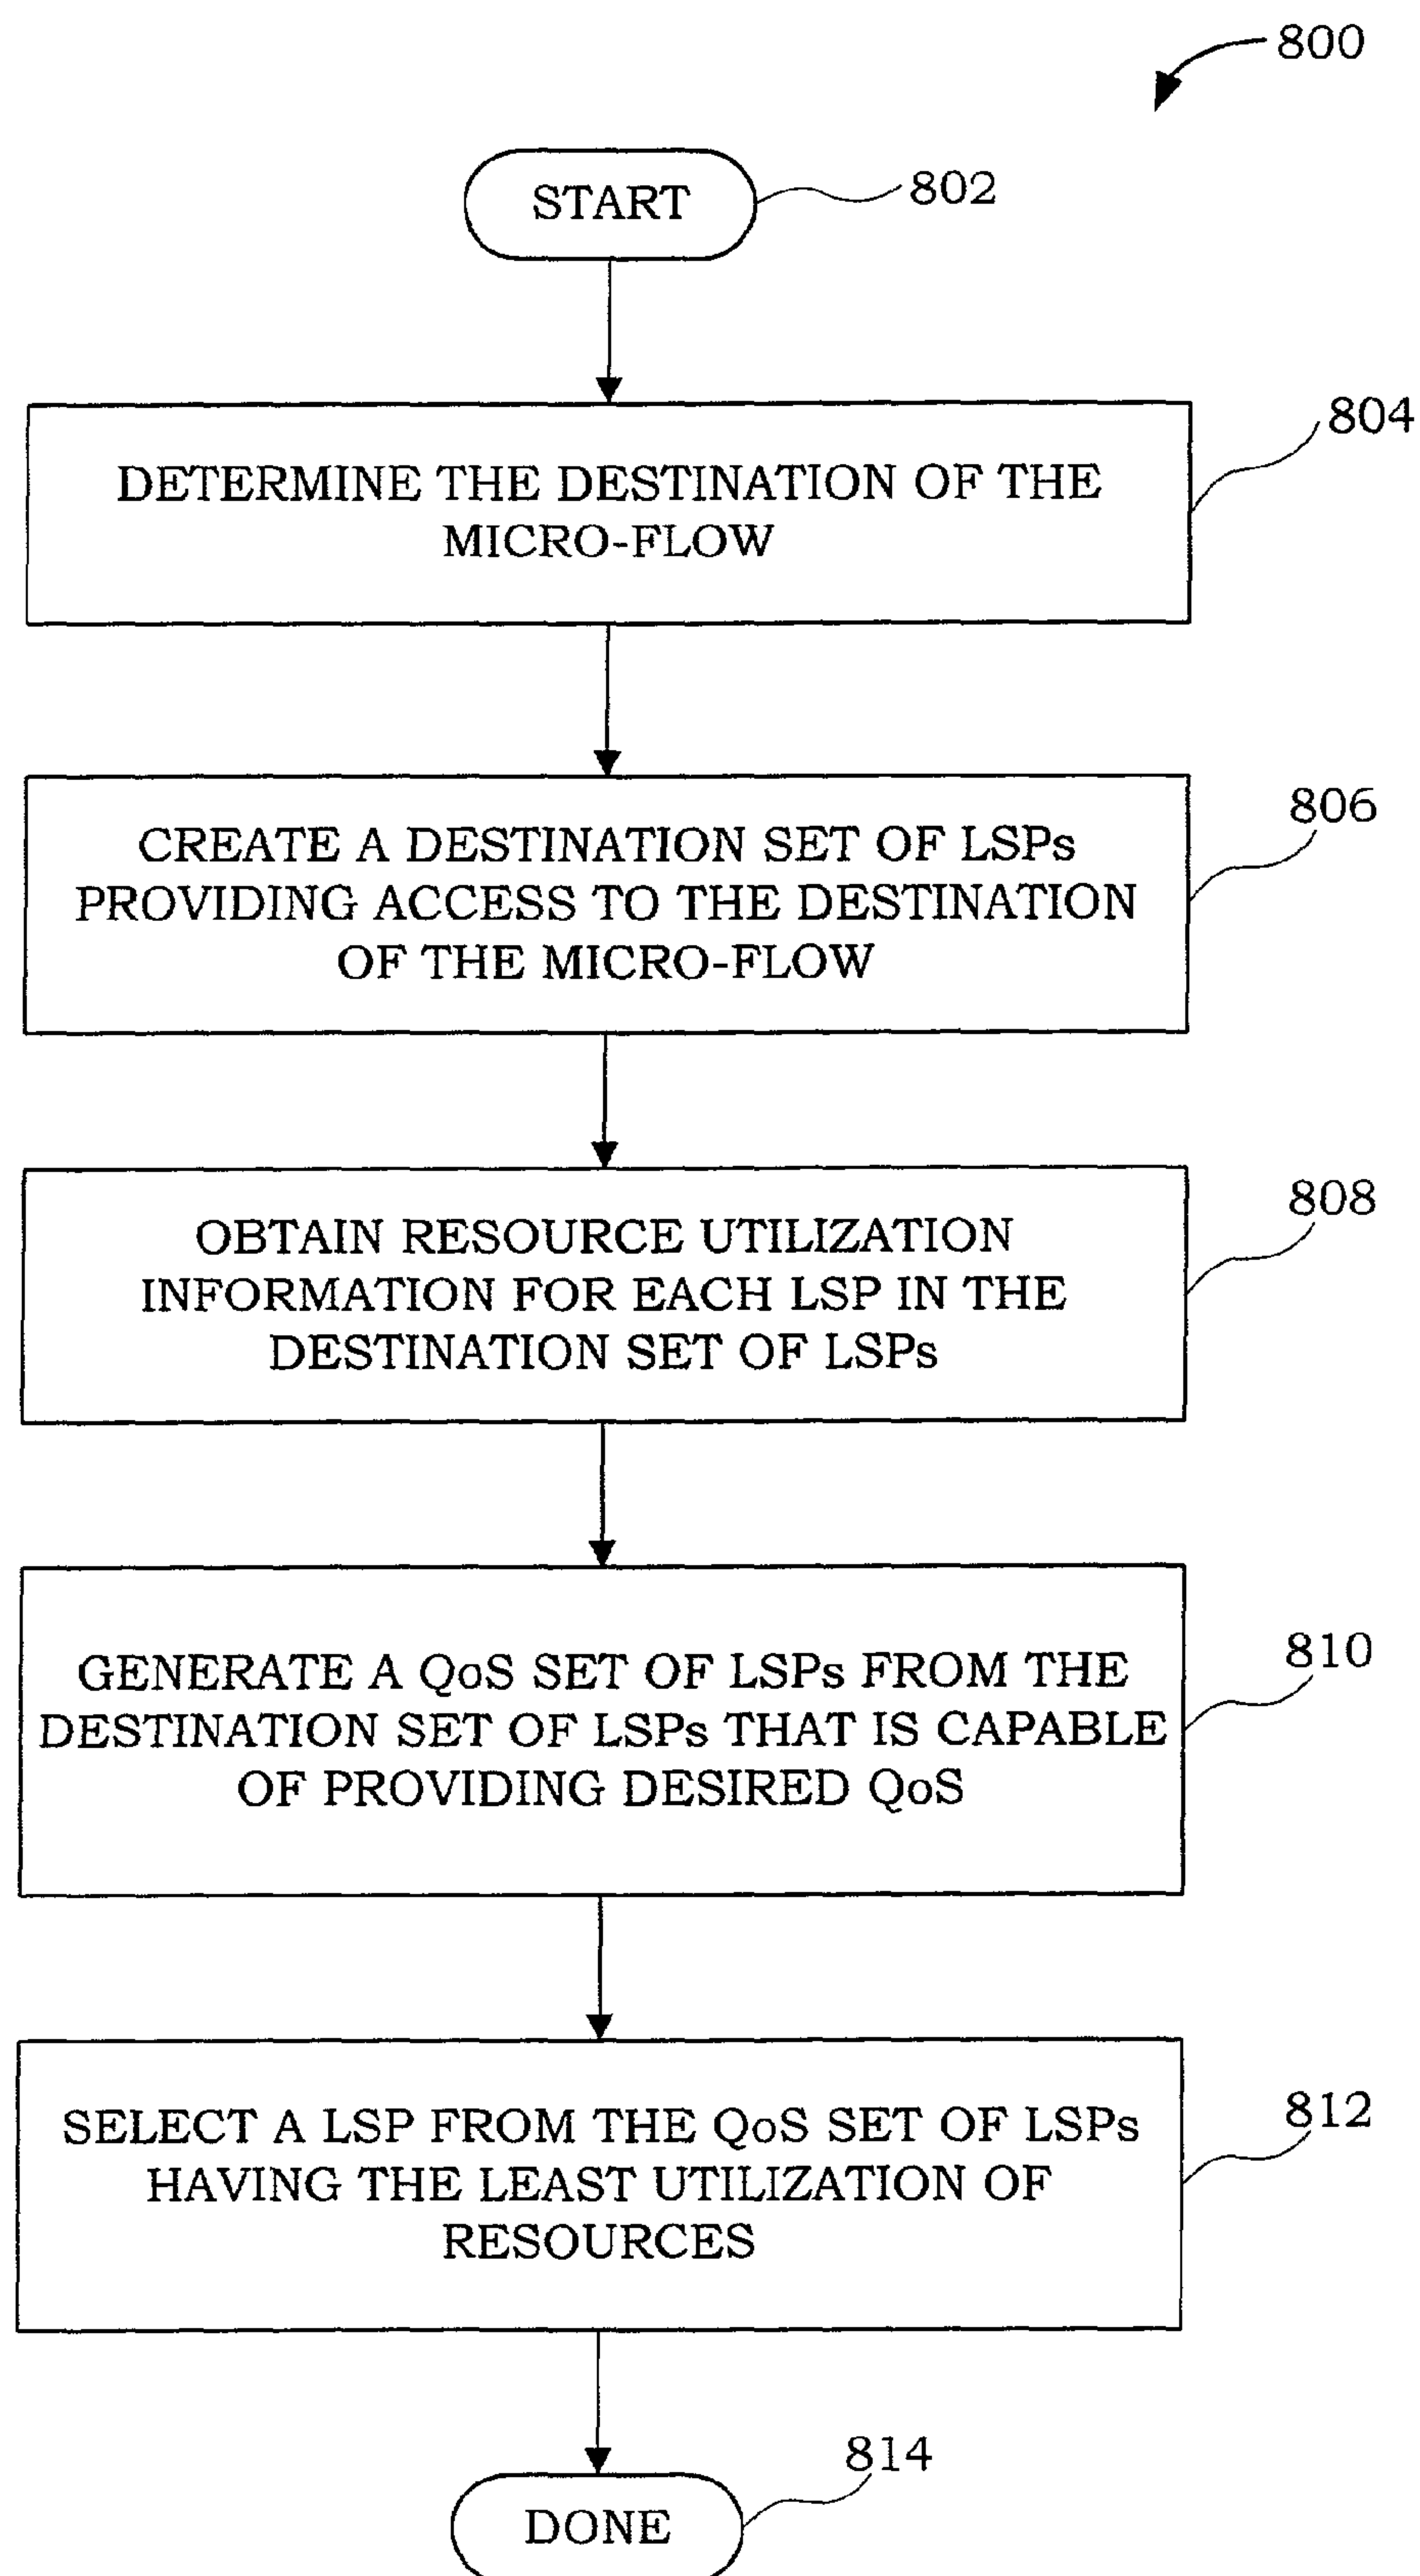 800
START
802
804
DETERMINE THE DESTINATION OF THE
MICRO-FLOW
806
CREATE A DESTINATION SET OF LSPs
PROVIDING ACCESS TO THE DESTINATION
OF THE MICRO-FLOW
808
OBTAIN RESOURCE UTILIZATION
INFORMATION FOR EACH LSP IN THE
DESTINATION SET OF LSPs
810
GENERATE A QoS SET OF LSPs FROM THE
DESTINATION SET OF LSPs THAT IS CAPABLE
OF PROVIDING DESIRED QoS
812
SELECT A LSP FROM THE QoS SET OF LSPs
HAVING THE LEAST UTILIZATION OF
RESOURCES
814
DONE